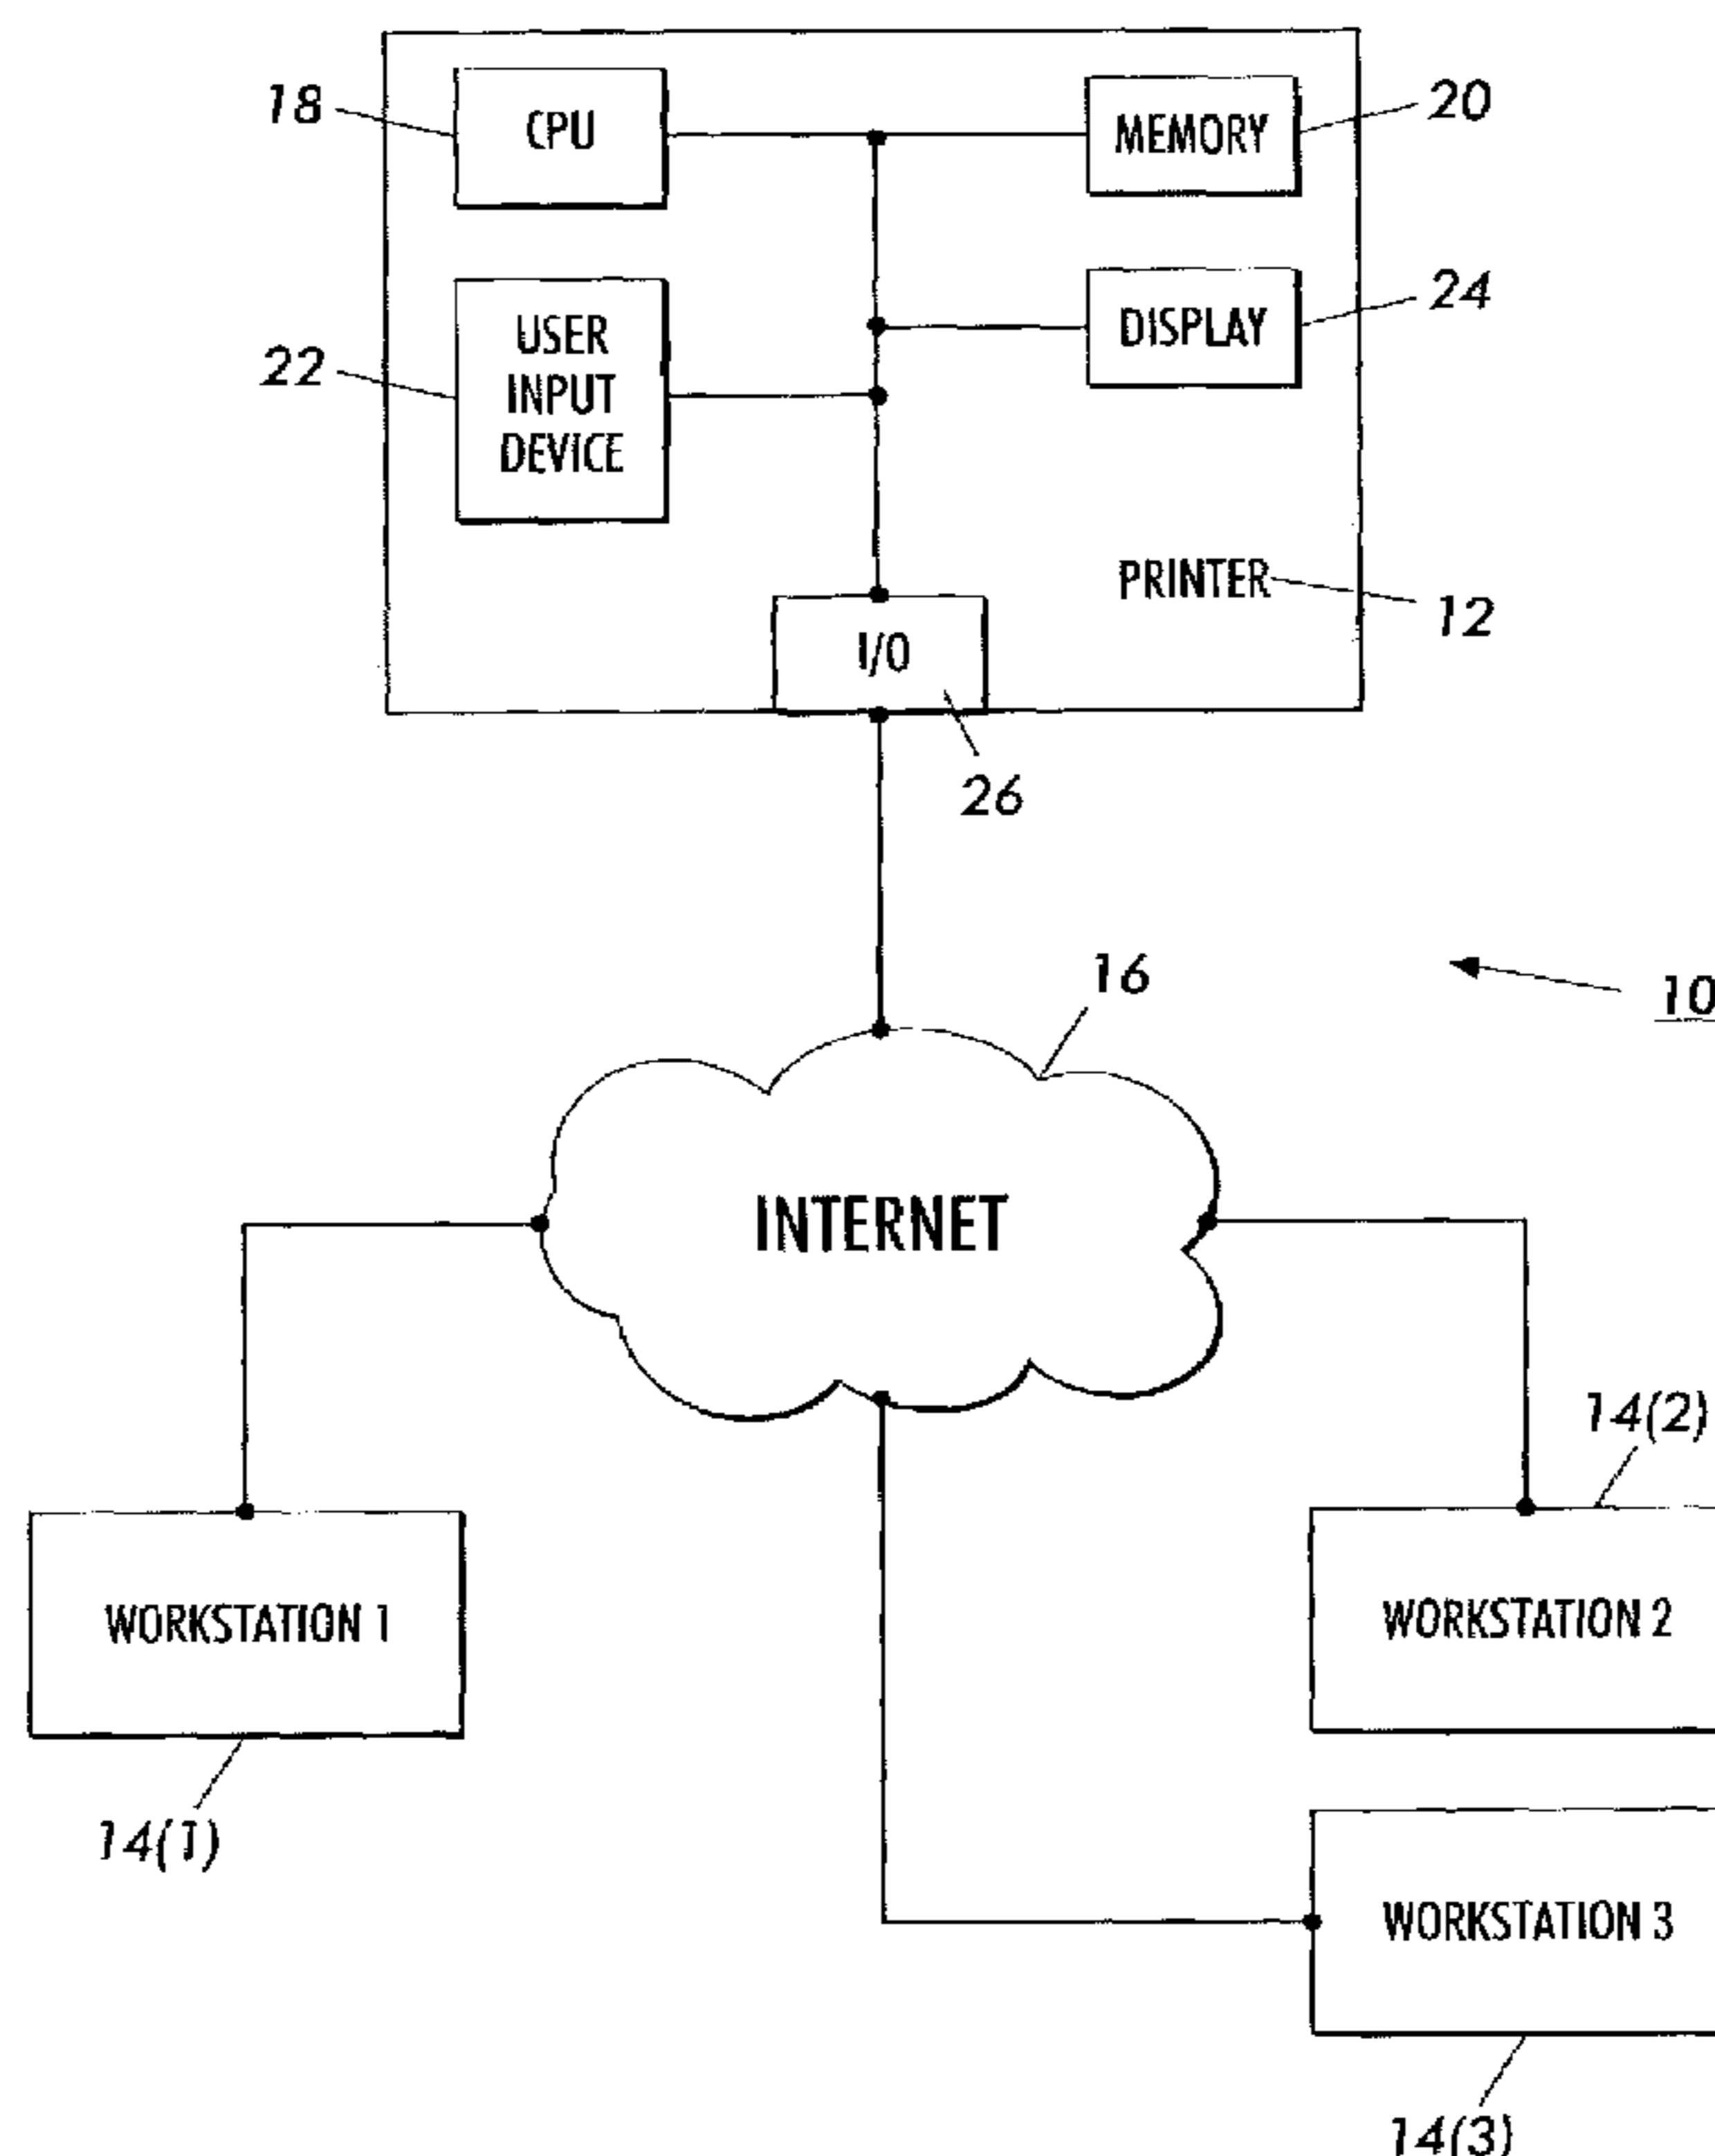 18
CPU
MEMORY
20
22
USER
INPUT
DEVICE
DISPLAY
24
PRINTER
12
I/O
26
16
10
INTERNET
14(2)
WORKSTATION 1
WORKSTATION 2
14(1)
WORKSTATION 3
14(3)